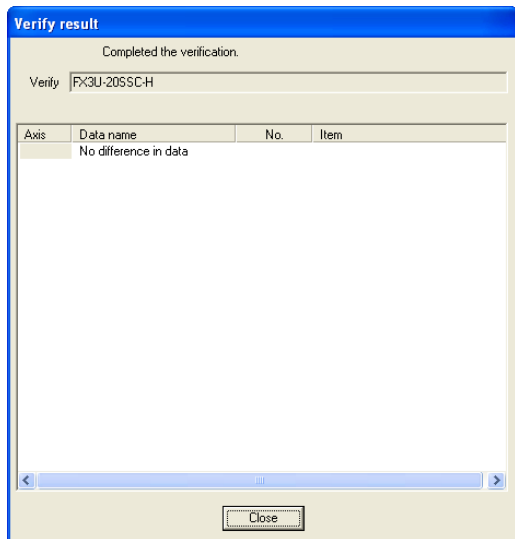 Verify result
Completed the verification.
Verify FX3U-20SSC-H
Axis Data name No. Item
No difference in data
Close